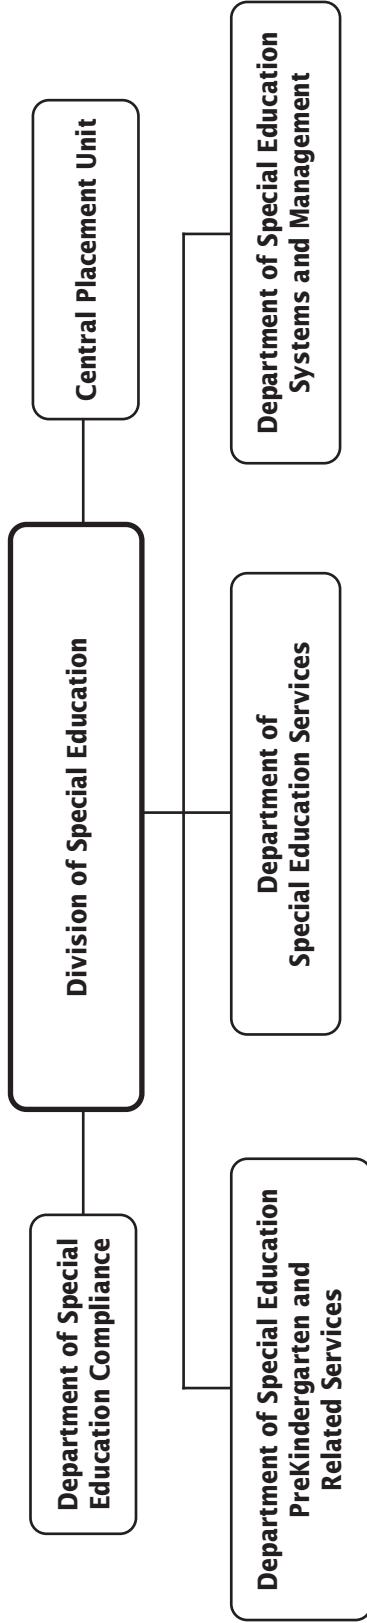 Division of Special Education
Department of Special
Education Compliance
Central Placement Unit
Department of Special Education
PreKindergarten and
Related Services
Department of
Special Education Services
Department of Special Education
Systems and Management